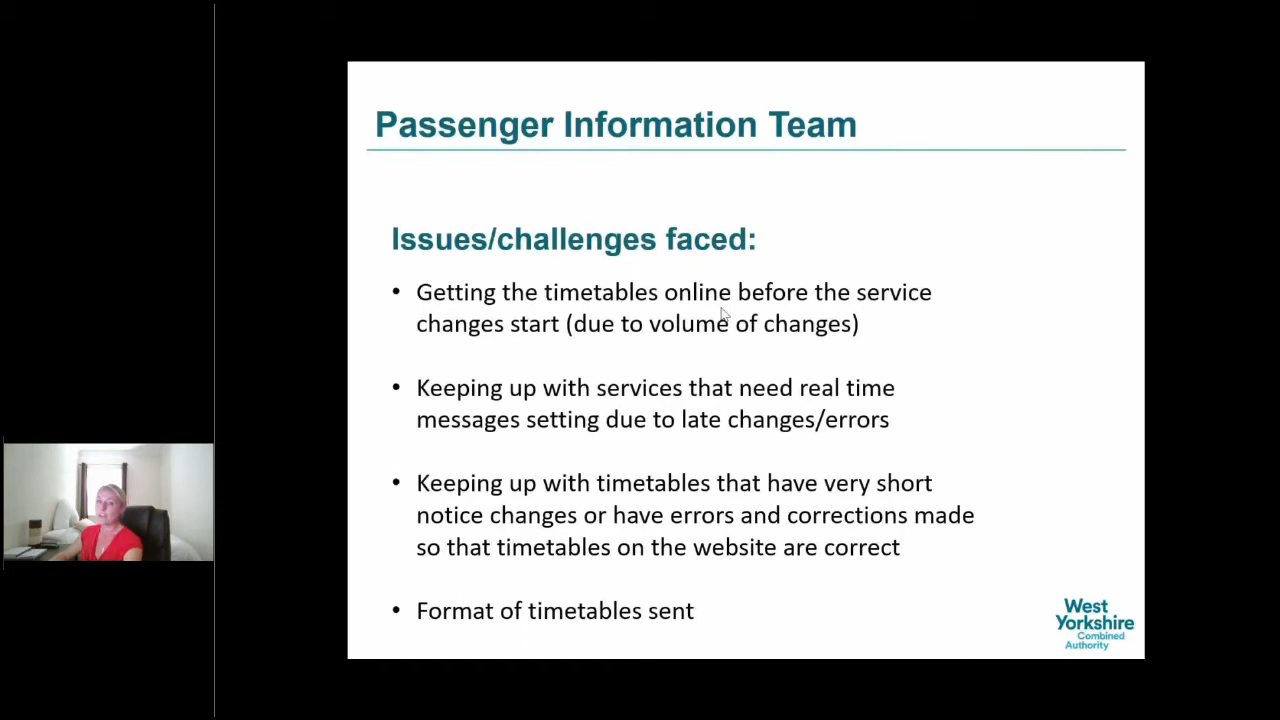 Passenger Information Team
Issues/challenges faced:
• Getting the timetables online before the service
changes start (due to volume of changes)
• Keeping up with services that need real time
messages setting due to late changes/errors
• Keeping up with timetables that have very short
notice changes or have errors and corrections made
so that timetables on the website are correct
• Format of timetables sent
West
Yorkshire
Combined
Authority